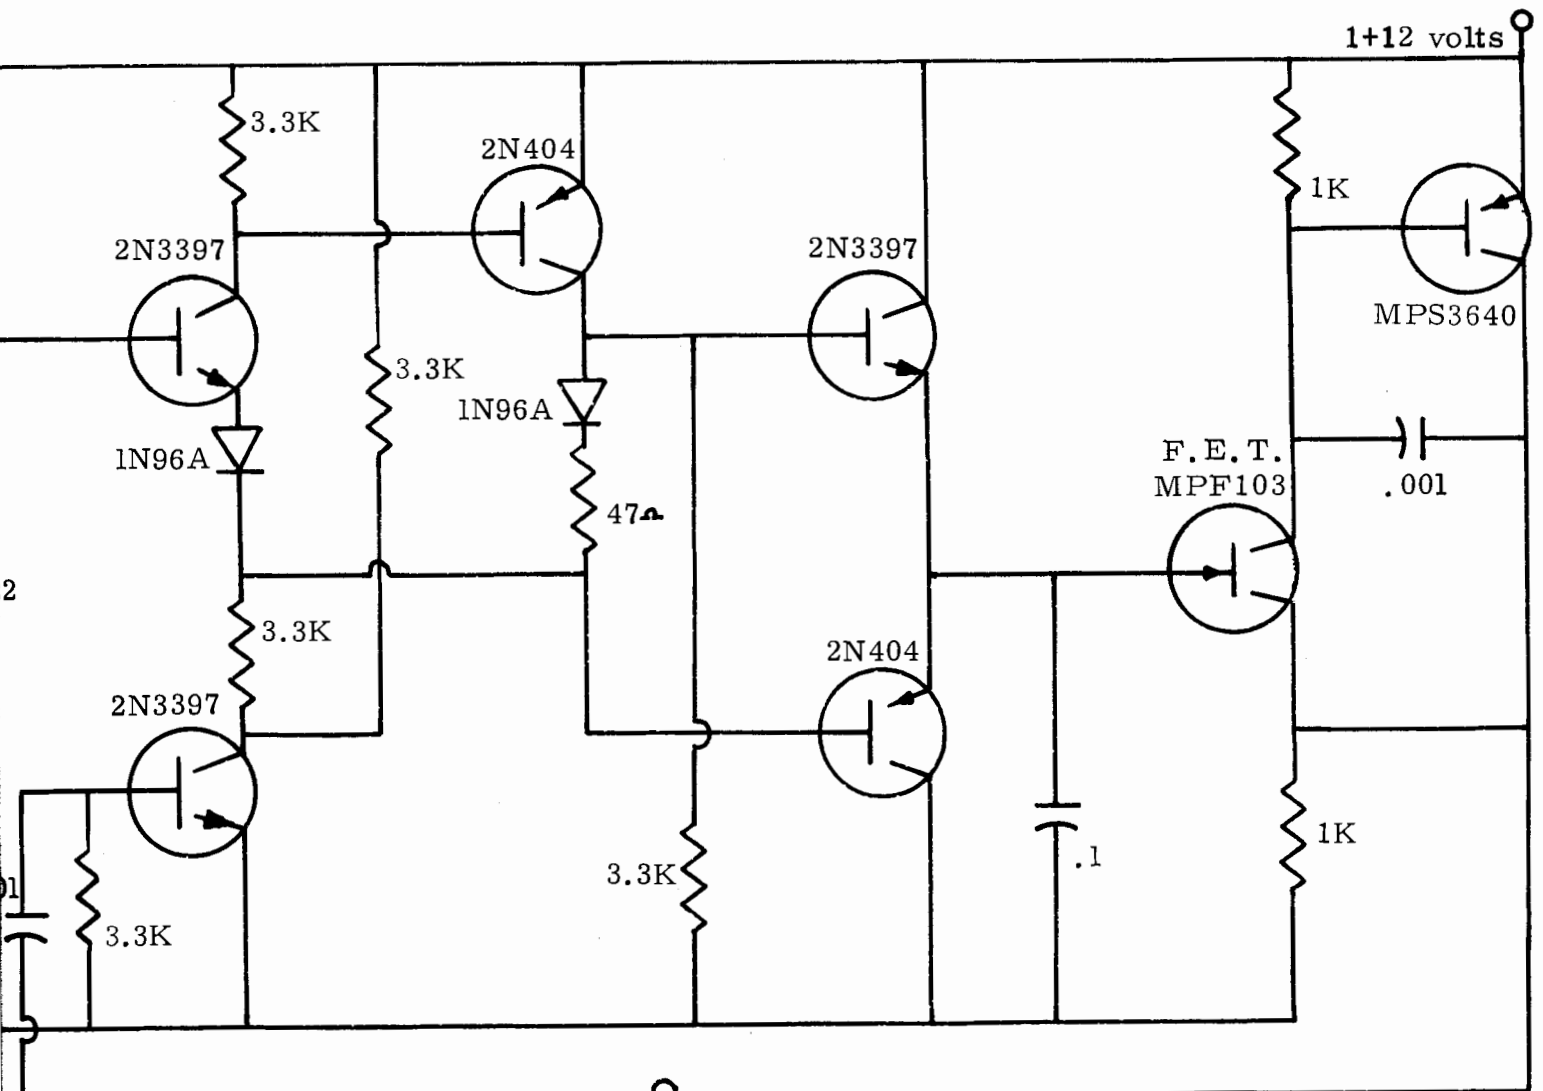 1+12 volts
3.3K
2N404
1K
2N3397
2N3397
MPS3640
3.3K
1N96A
F.E.T.
1N96A
MPF103
.001
47Ω
2
3.3K
2N404
2N3397
1K
.1
3.3K
01
3.3K